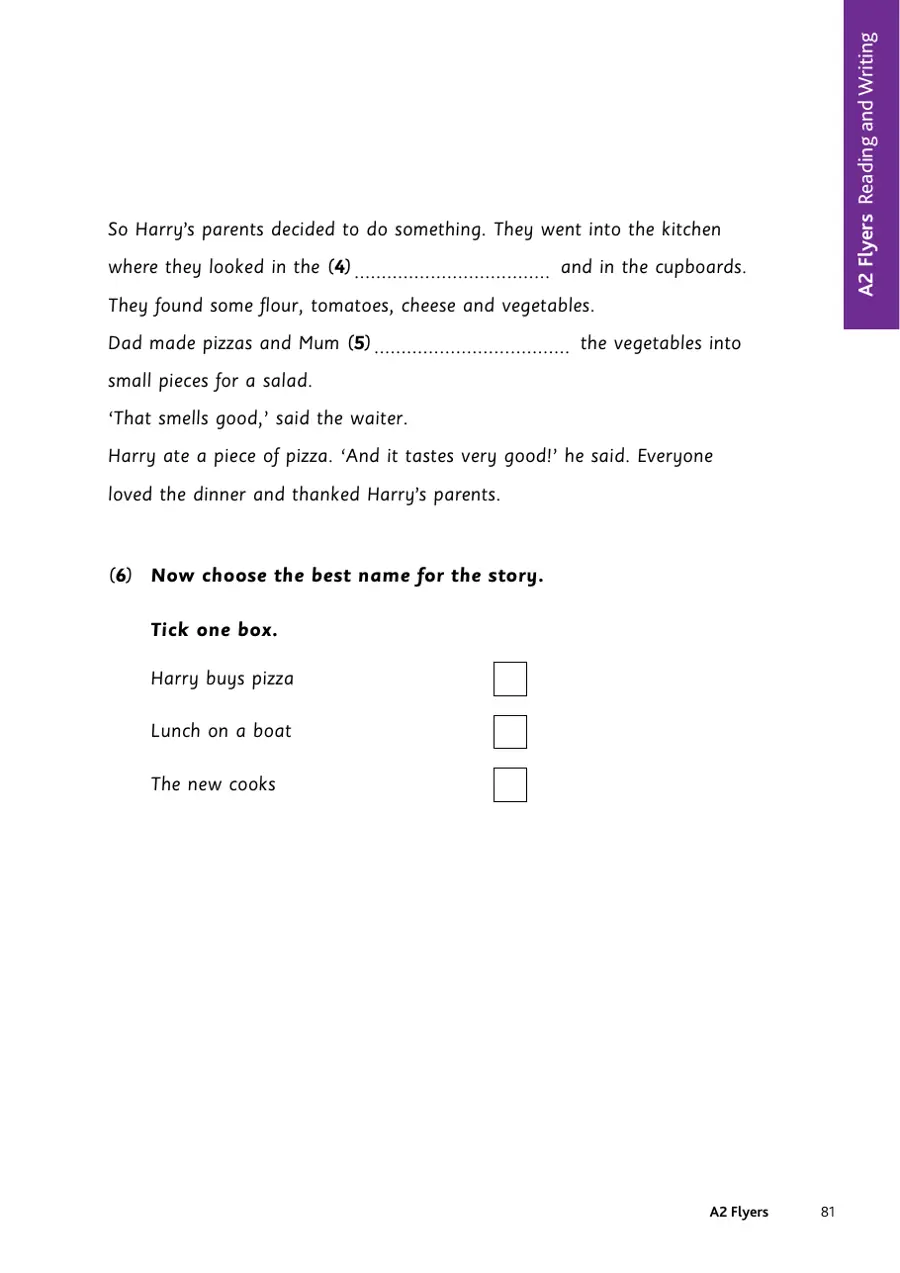 A2 Flyers Reading and Writing
So Harry’s parents decided to do something. They went into the kitchen
where they looked in the (4) .................................... and in the cupboards.
They found some flour, tomatoes, cheese and vegetables.
Dad made pizzas and Mum (5) .................................... the vegetables into
small pieces for a salad.
‘That smells good,’ said the waiter.
Harry ate a piece of pizza. ‘And it tastes very good!’ he said. Everyone
loved the dinner and thanked Harry’s parents.
(6) Now choose the best name for the story.
Tick one box.
Harry buys pizza
Lunch on a boat
The new cooks
A2 Flyers 81